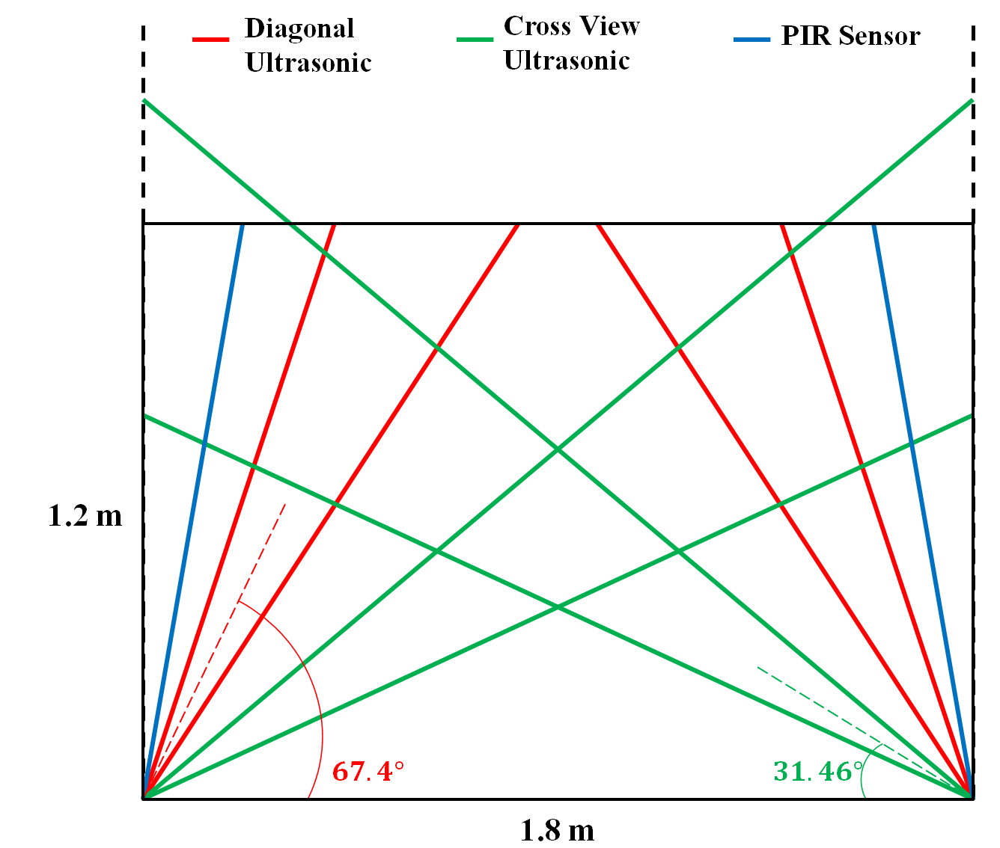 Diagonal
Ultrasonic
Cross View
Ultrasonic
PIR Sensor
1.2 m
67.4°
31.46°
1.8 m